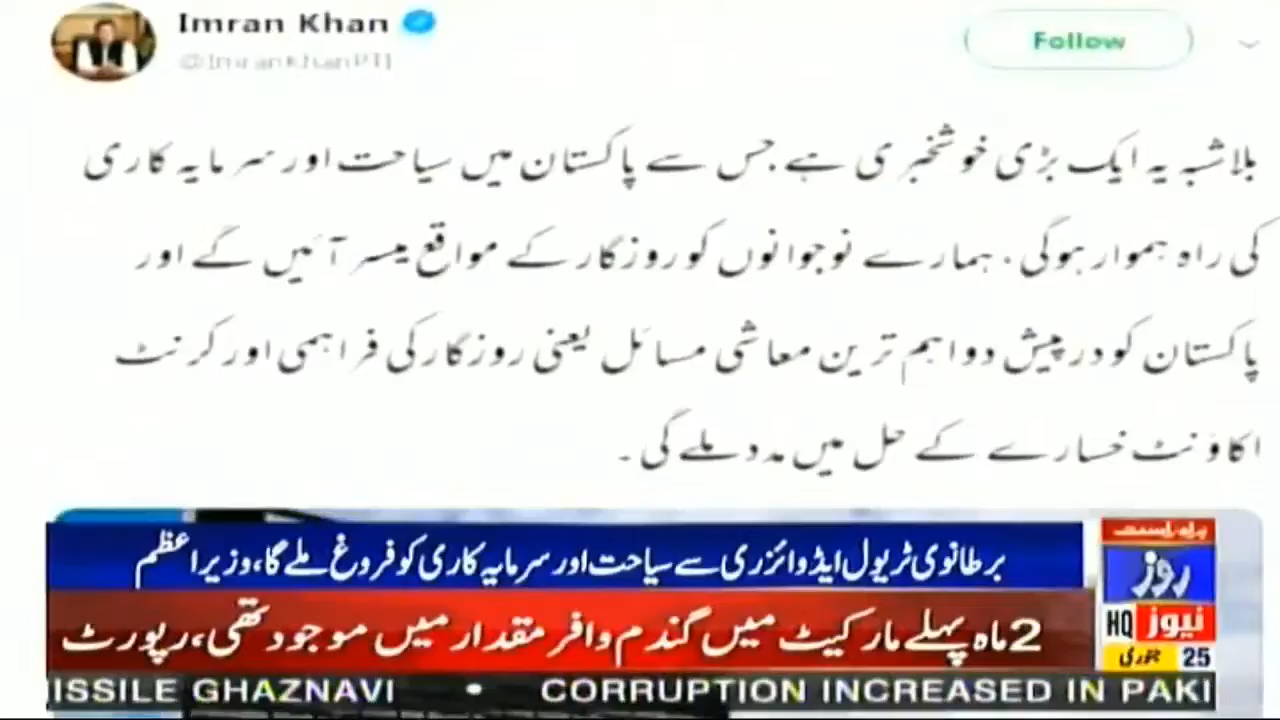 Imran Khan
@ImranKhanPTI
Follow
بلاشبہ یہ ایک بڑی خوشخبری ہے جس سے پاکستان میں سیاحت اور سرمایہ کاری
کی راہ ہموار ہوگی. ہمارے نوجوانوں کو روزگار کے مواقع میسر آئیں گے اور
پاکستان کو درپیش دو اہم ترین معاشی مسائل یعنی روزگار کی فراہمی اور کرنٹ
اکاؤنٹ خسارے کے حل میں مدد ملے گی۔
برطانوی ٹریول ایڈوائزری سے سیاحت اور سرمایہ کاری کو فروغ ملے گا، وزیراعظم
2 ماہ پہلے مارکیٹ میں گندم وافر مقدار میں موجود تھی، رپورٹ
براہ راست
روز
نیوز HQ
25 جنوری
ISSILE GHAZNAVI • CORRUPTION INCREASED IN PAKI